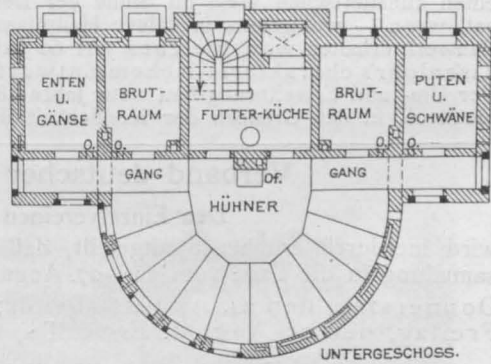 ENTEN
U.
GÄNSE
BRUT-
RAUM
FUTTER-KÜCHE
BRUT-
RAUM
PUTEN
U.
SCHWÄNE
O.
O.
O.
O.
GANG
Of.
GANG
HÜHNER
UNTERGESCHOSS.